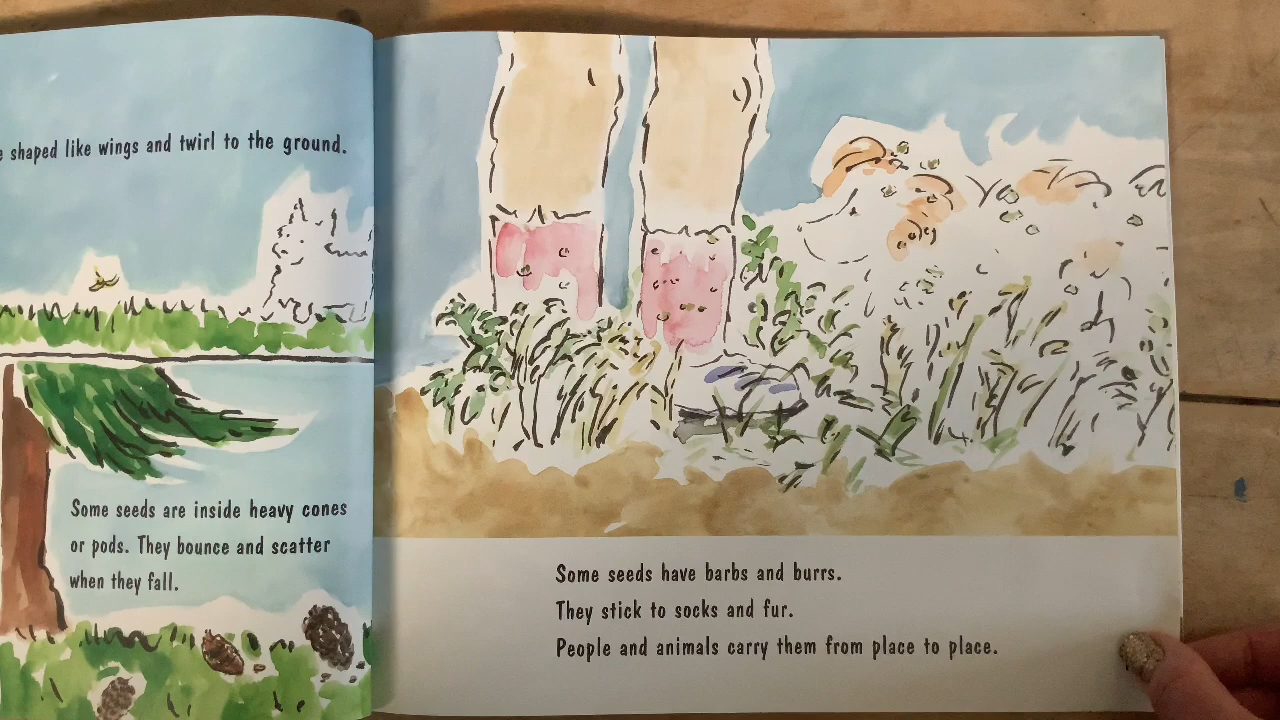 shaped like wings and twirl to the ground.
Some seeds are inside heavy cones
or pods. They bounce and scatter
when they fall.
Some seeds have barbs and burrs.
They stick to socks and fur.
People and animals carry them from place to place.